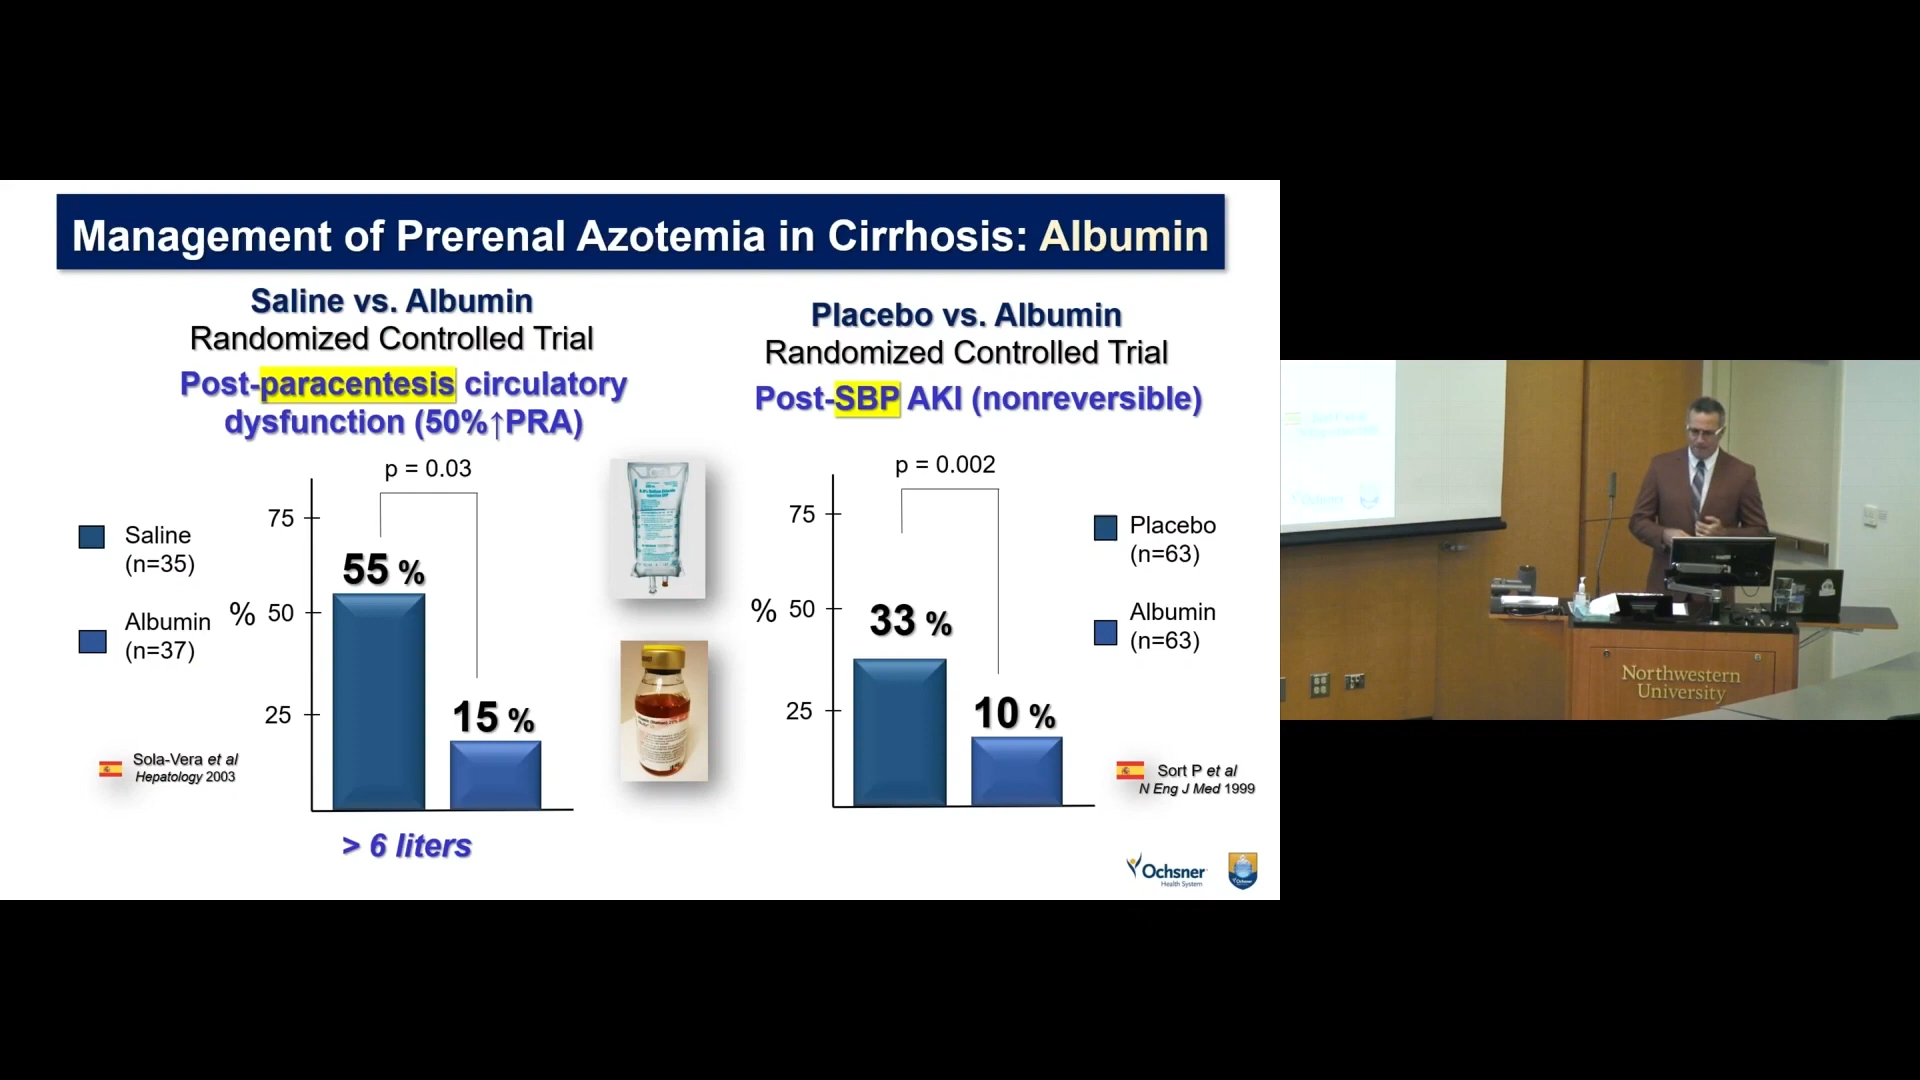 Management of Prerenal Azotemia in Cirrhosis: Albumin
Saline vs. Albumin
Randomized Controlled Trial
Post-paracentesis circulatory
dysfunction (50%↑PRA)
p = 0.03
75
50
25
%
55 %
15 %
Saline
(n=35)
Albumin
(n=37)
Sola-Vera et al
Hepatology 2003
> 6 liters
Placebo vs. Albumin
Randomized Controlled Trial
Post-SBP AKI (nonreversible)
p = 0.002
75
50
25
%
33 %
10 %
Placebo
(n=63)
Albumin
(n=63)
Sort P et al
N Eng J Med 1999
Ochsner
Health System
Northwestern
University